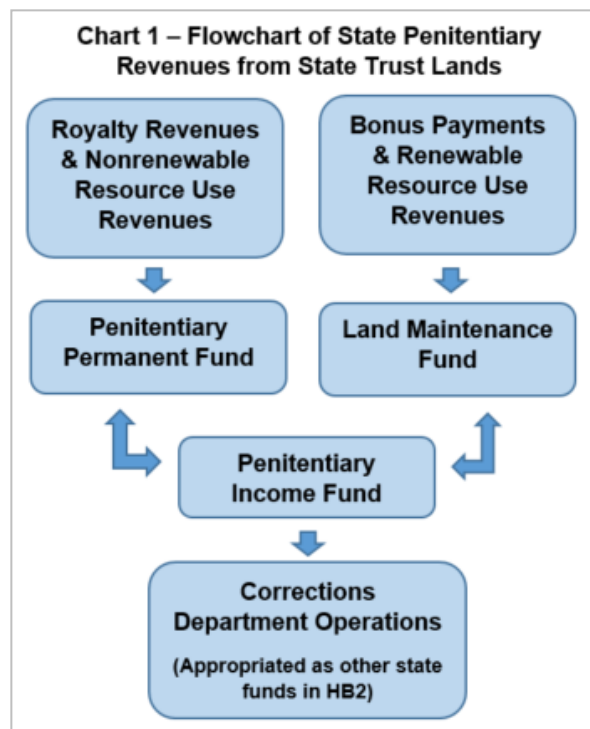 Chart 1 – Flowchart of State Penitentiary
Revenues from State Trust Lands
Royalty Revenues
& Nonrenewable
Resource Use
Revenues
Bonus Payments
& Renewable
Resource Use
Revenues
Penitentiary
Permanent Fund
Land Maintenance
Fund
Penitentiary
Income Fund
Corrections
Department Operations
(Appropriated as other state
funds in HB2)